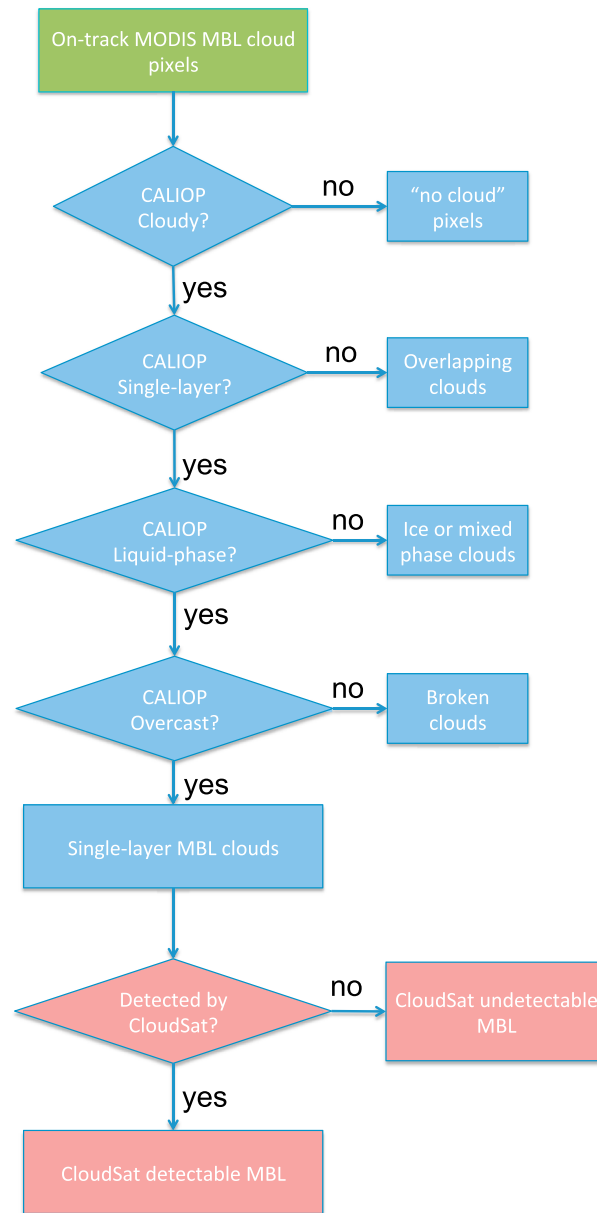 On-track MODIS MBL cloud
pixels
CALIOP
Cloudy?
no
“no cloud”
pixels
yes
CALIOP
Single-layer?
no
Overlapping
clouds
yes
CALIOP
Liquid-phase?
no
Ice or mixed
phase clouds
yes
CALIOP
Overcast?
no
Broken
clouds
yes
Single-layer MBL clouds
Detected by
CloudSat?
no
CloudSat undetectable
MBL
yes
CloudSat detectable MBL